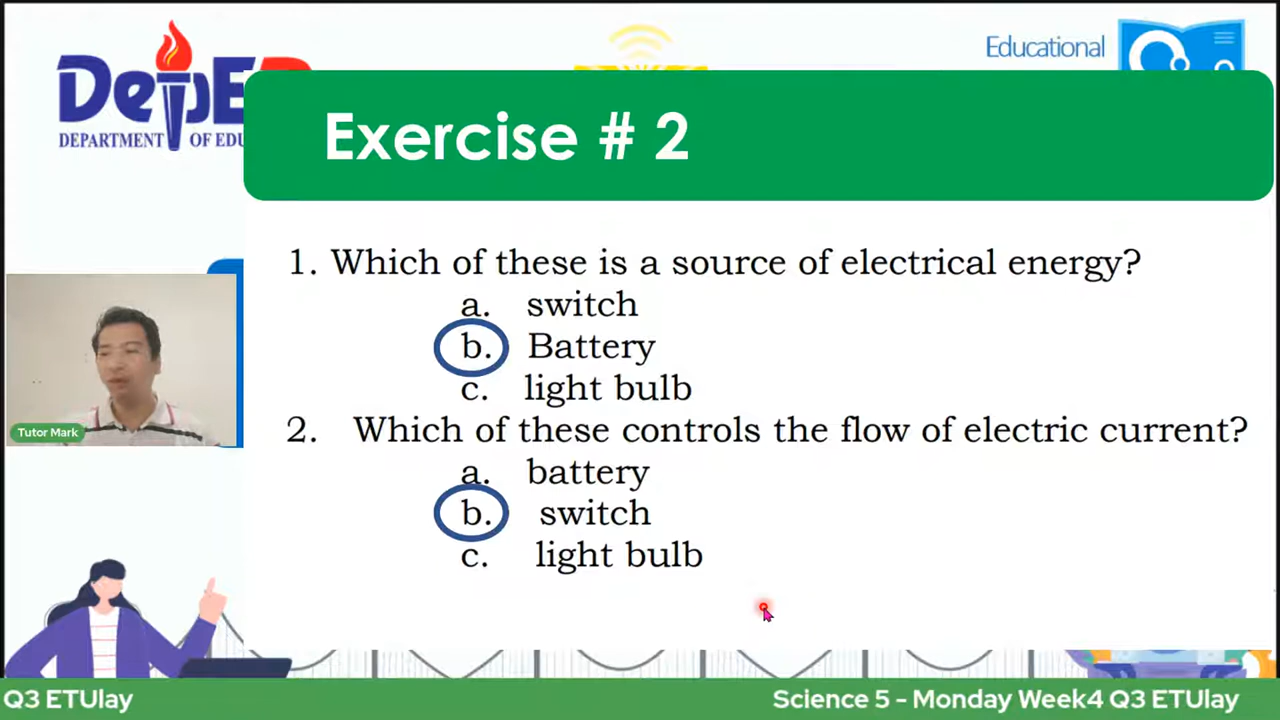 DepED
DEPARTMENT OF EDU
Educational
Exercise # 2
1. Which of these is a source of electrical energy?
a. switch
b. Battery
c. light bulb
2. Which of these controls the flow of electric current?
a. battery
b. switch
c. light bulb
Tutor Mark
Q3 ETUlay
Science 5 - Monday Week4 Q3 ETUlay